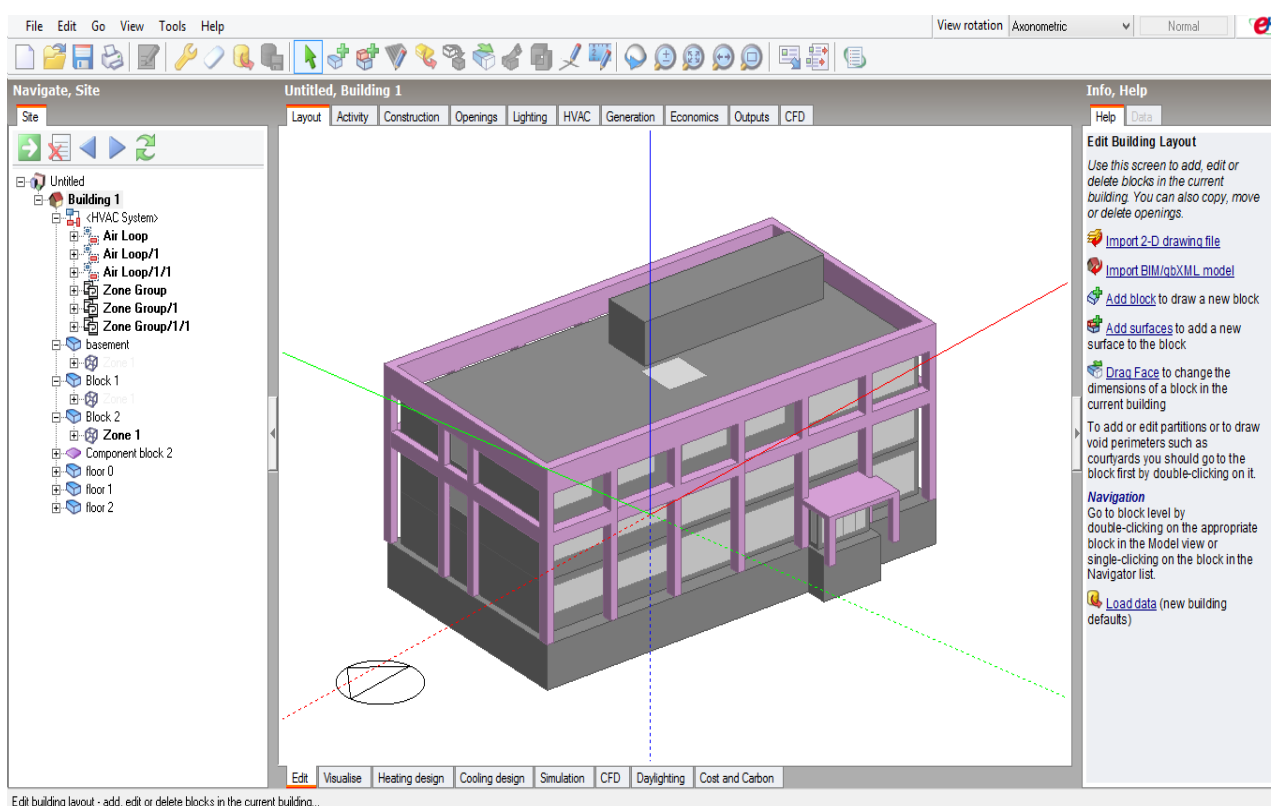 File Edit Go View Tools Help
View rotation Axonometric Normal
Navigate, Site
Site
Untitled
Building 1
<HVAC System>
Air Loop
Air Loop/1
Air Loop/1/1
Zone Group
Zone Group/1
Zone Group/1/1
basement
Zone 1
Block 1
Zone 1
Block 2
Zone 1
Component block 2
floor 0
floor 1
floor 2
Untitled, Building 1
Layout Activity Construction Openings Lighting HVAC Generation Economics Outputs CFD
Edit Visualise Heating design Cooling design Simulation CFD Daylighting Cost and Carbon
Info, Help
Help Data
Edit Building Layout
Use this screen to add, edit or
delete blocks in the current
building. You can also copy, move
or delete openings.
Import 2-D drawing file
Import BIM/gbXML model
Add block to draw a new block
Add surfaces to add a new
surface to the block
Drag Face to change the
dimensions of a block in the
current building
To add or edit partitions or to draw
void perimeters such as
courtyards you should go to the
block first by double-clicking on it.
Navigation
Go to block level by
double-clicking on the appropriate
block in the Model view or
single-clicking on the block in the
Navigator list.
Load data (new building
defaults)
Edit building layout - add, edit or delete blocks in the current building...